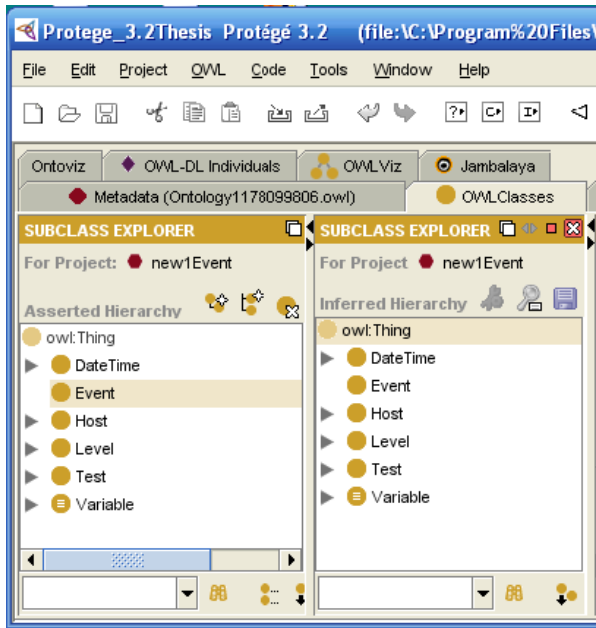 Protege_3.2Thesis Protégé 3.2 (file:\C:\Program%20Files\
File Edit Project OWL Code Tools Window Help
Ontoviz OWL-DL Individuals OWLViz Jambalaya
Metadata (Ontology1178099806.owl) OWLClasses
SUBCLASS EXPLORER
For Project: new1Event
Asserted Hierarchy
owl:Thing
DateTime
Event
Host
Level
Test
Variable
SUBCLASS EXPLORER
For Project new1Event
Inferred Hierarchy
owl:Thing
DateTime
Event
Host
Level
Test
Variable